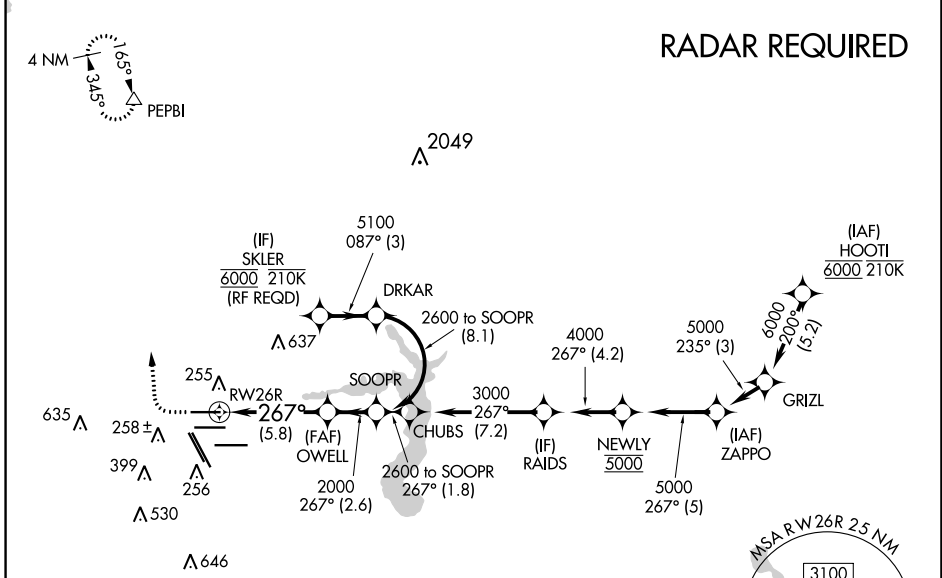 RADAR REQUIRED
4 NM
165°
345°
PEPBI
2049
5100
087° (3)
(IF)
SKLER
6000 210K
(RF REQD)
DRKAR
(IAF)
HOOTI
6000 210K
637
2600 to SOOPR
(8.1)
4000
267° (4.2)
5000
235° (3)
6000
200°
(5.2)
GRIZL
255
RW26R
SOOPR
635
258 ±
267°
(5.8)
(FAF)
OWELL
CHUBS
3000
267°
(7.2)
(IF)
RAIDS
NEWLY
5000
(IAF)
ZAPPO
399
256
2000
267° (2.6)
2600 to SOOPR
267° (1.8)
5000
267° (5)
530
646
MSA RW26R 25 NM
3100